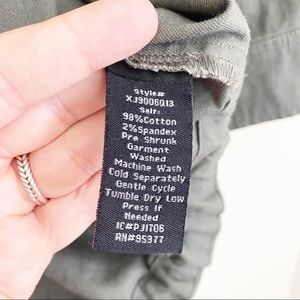 Style#
XJ9006013
Self:
98%Cotton
2%Spandex
Pre Shrunk
Garment
Washed
Machine Wash
Cold Separately
Gentle Cycle
Tumble Dry Low
Press If
Needed
IC#PJ1706
RN#95377